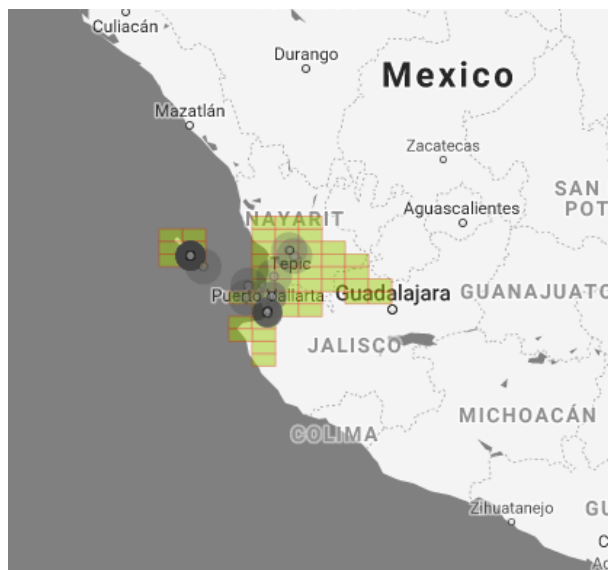 Culiacán
Durango
Mexico
Mazatlán
Zacatecas
SAN
POT
Aguascalientes
NAYARIT
Tepic
Puerto Vallarta
Guadalajara
GUANAJUATO
JALISCO
MICHOACÁN
COLIMA
Zihuatanejo
GU
C
Ac